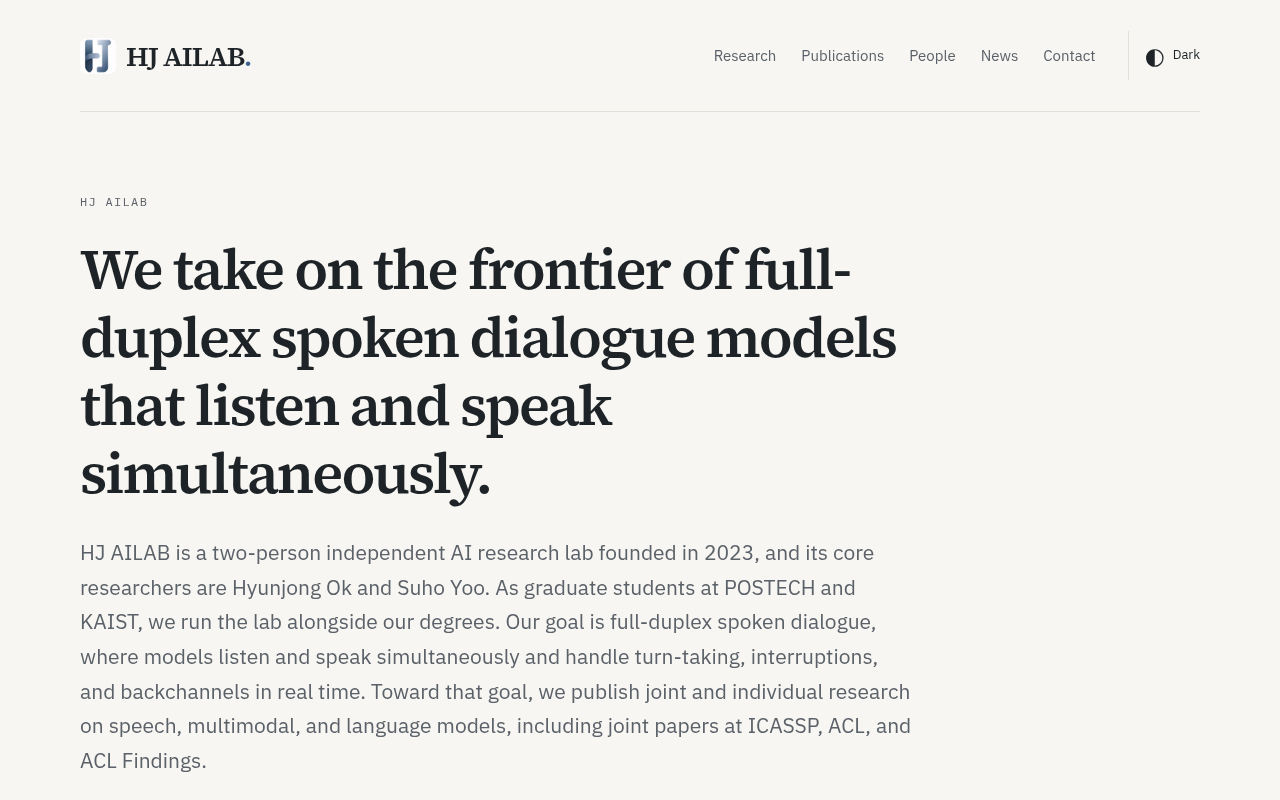 HJ AILAB.
Research Publications People News Contact Dark
HJ AILAB
We take on the frontier of full-
duplex spoken dialogue models
that listen and speak
simultaneously.
HJ AILAB is a two-person independent AI research lab founded in 2023, and its core
researchers are Hyunjong Ok and Suho Yoo. As graduate students at POSTECH and
KAIST, we run the lab alongside our degrees. Our goal is full-duplex spoken dialogue,
where models listen and speak simultaneously and handle turn-taking, interruptions,
and backchannels in real time. Toward that goal, we publish joint and individual research
on speech, multimodal, and language models, including joint papers at ICASSP, ACL, and
ACL Findings.